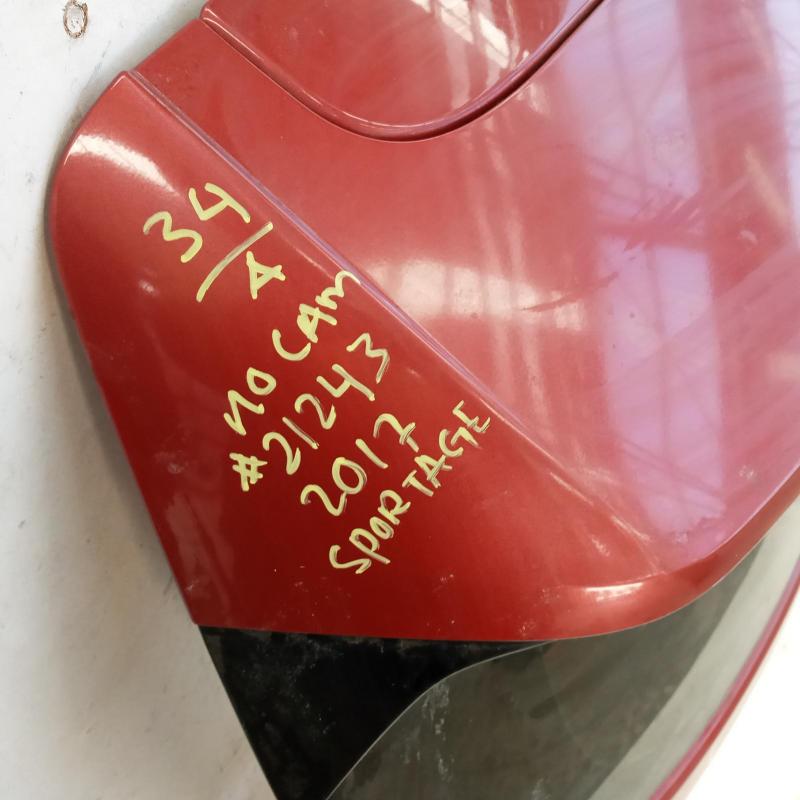 34/A
NO CAM
#21243
2017
SPORTAGE